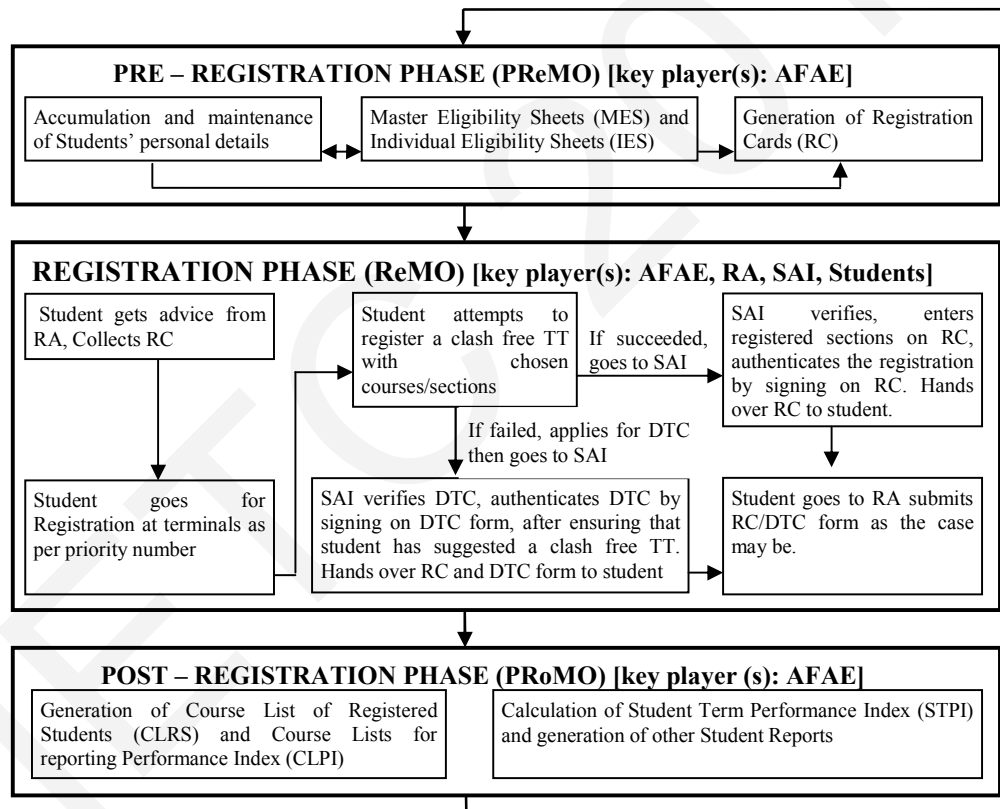 PRE – REGISTRATION PHASE (PReMO) [key player(s): AFAE]
Accumulation and maintenance
of Students’ personal details
Master Eligibility Sheets (MES) and
Individual Eligibility Sheets (IES)
Generation of Registration
Cards (RC)
REGISTRATION PHASE (ReMO) [key player(s): AFAE, RA, SAI, Students]
Student gets advice from
RA, Collects RC
Student goes for
Registration at terminals as
per priority number
Student attempts to
register a clash free TT
with chosen
courses/sections
If succeeded,
goes to SAI
SAI verifies, enters
registered sections on RC,
authenticates the registration
by signing on RC. Hands
over RC to student.
If failed, applies for DTC
then goes to SAI
SAI verifies DTC, authenticates DTC by
signing on DTC form, after ensuring that
student has suggested a clash free TT.
Hands over RC and DTC form to student
Student goes to RA submits
RC/DTC form as the case
may be.
POST – REGISTRATION PHASE (PRoMO) [key player (s): AFAE]
Generation of Course List of Registered
Students (CLRS) and Course Lists for
reporting Performance Index (CLPI)
Calculation of Student Term Performance Index (STPI)
and generation of other Student Reports